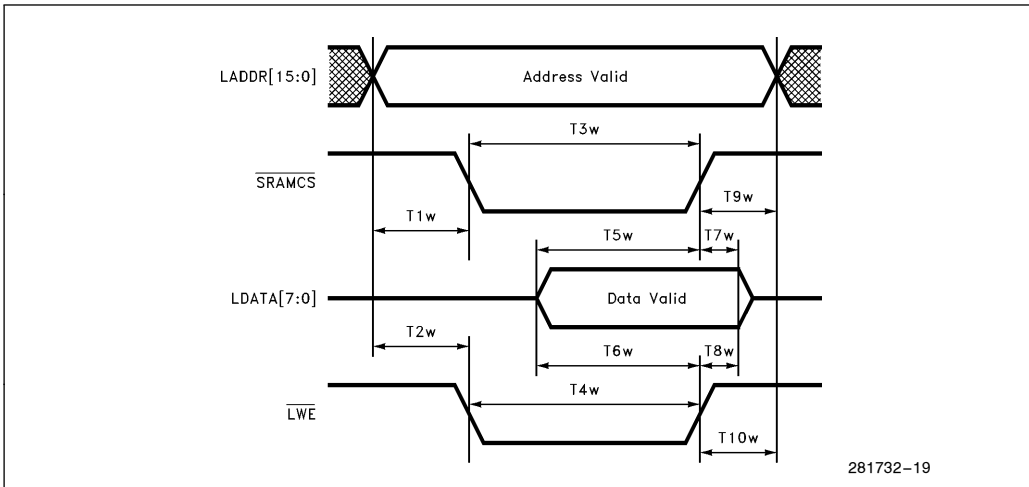 LADDR[15:0]
Address Valid
T3w
SRAMCS
T1w
T9w
T5w
T7w
LDATA[7:0]
Data Valid
T2w
T6w
T8w
T4w
LWE
T10w
281732–19